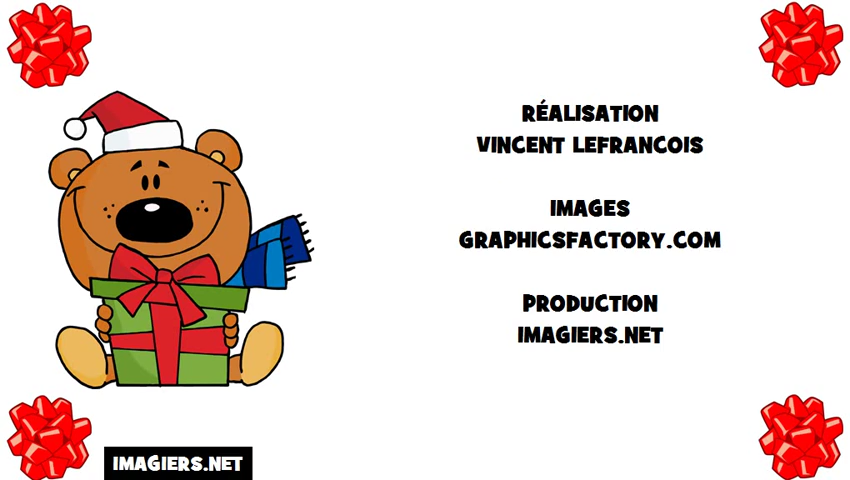 RÉALISATION
VINCENT LEFRANCOIS
IMAGES
GRAPHICSFACTORY.COM
PRODUCTION
IMAGIERS.NET
IMAGIERS.NET